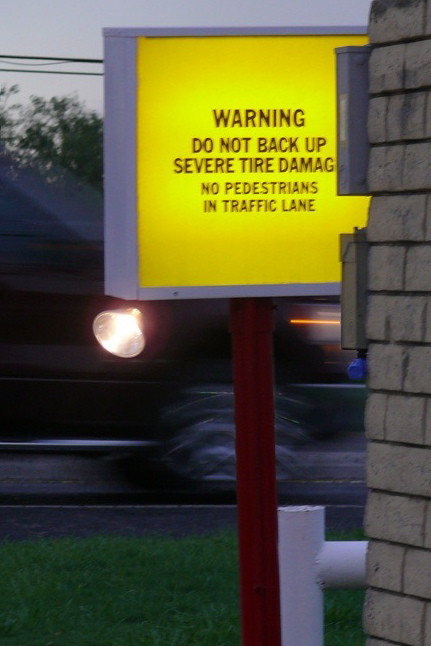 WARNING
DO NOT BACK UP
SEVERE TIRE DAMAG
NO PEDESTRIANS
IN TRAFFIC LANE